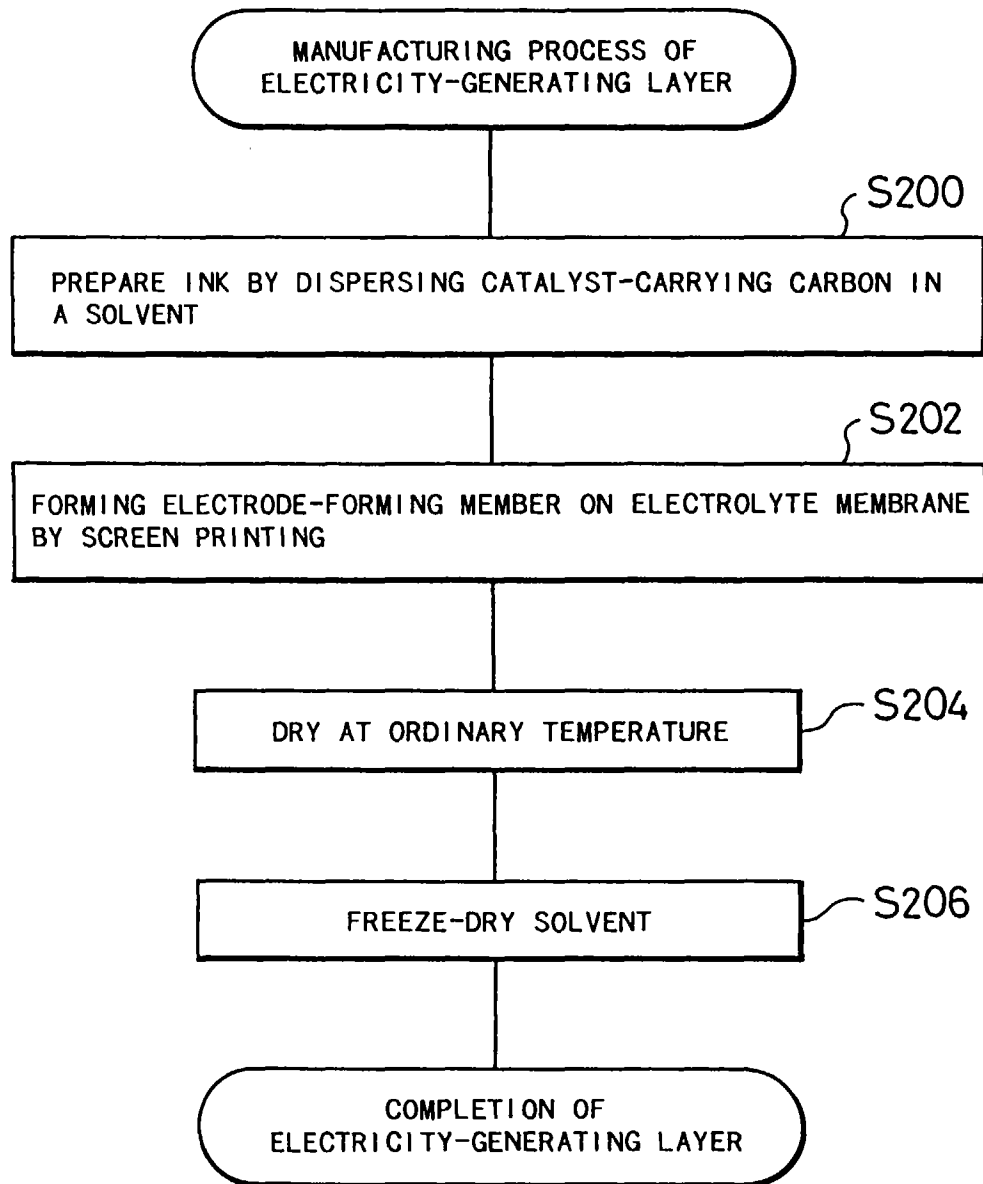 MANUFACTURING PROCESS OF
ELECTRICITY-GENERATING LAYER
S200
PREPARE INK BY DISPERSING CATALYST-CARRYING CARBON IN
A SOLVENT
S202
FORMING ELECTRODE-FORMING MEMBER ON ELECTROLYTE MEMBRANE
BY SCREEN PRINTING
S204
DRY AT ORDINARY TEMPERATURE
S206
FREEZE-DRY SOLVENT
COMPLETION OF
ELECTRICITY-GENERATING LAYER